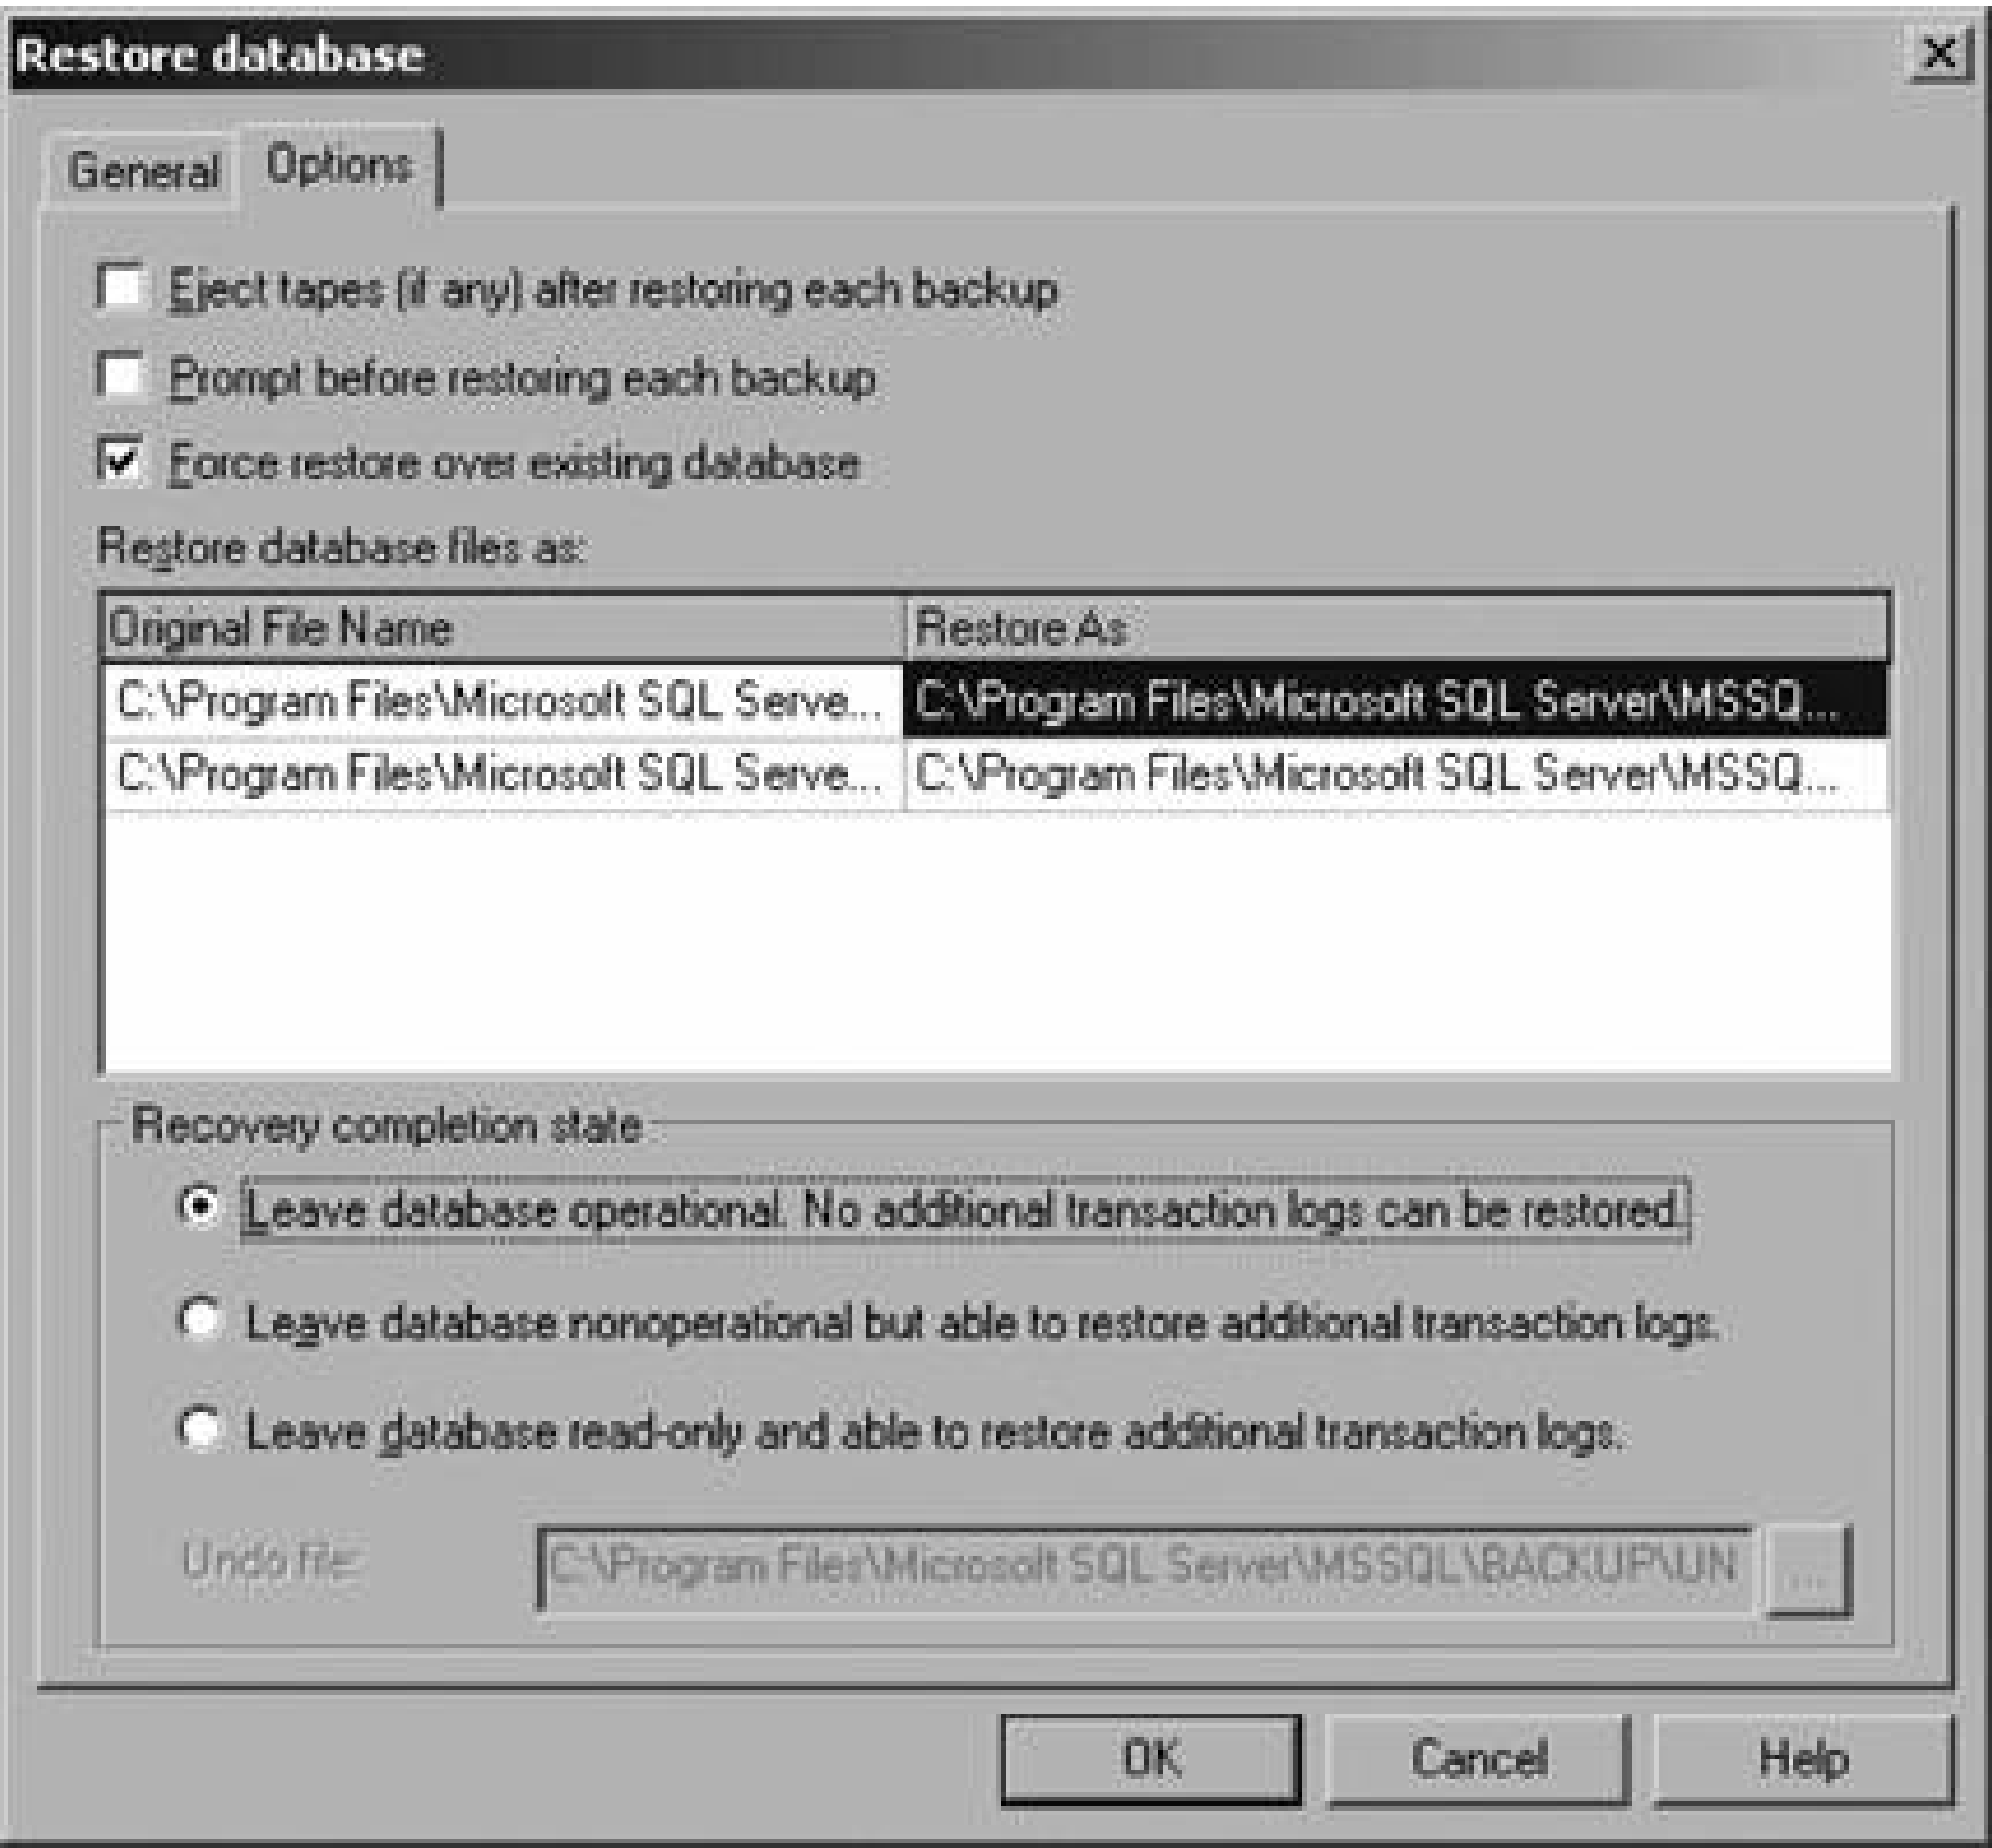 Restore database
General Options
Eject tapes (if any) after restoring each backup
Prompt before restoring each backup
Force restore over existing database
Restore database files as:
Original File Name Restore As
C:\Program Files\Microsoft SQL Serve... C:\Program Files\Microsoft SQL Server\MSSQ...
C:\Program Files\Microsoft SQL Serve... C:\Program Files\Microsoft SQL Server\MSSQ...
Recovery completion state
Leave database operational. No additional transaction logs can be restored.
Leave database nonoperational but able to restore additional transaction logs.
Leave database read-only and able to restore additional transaction logs.
Undo file: C:\Program Files\Microsoft SQL Server\MSSQL\BACKUP\UN ...
OK Cancel Help